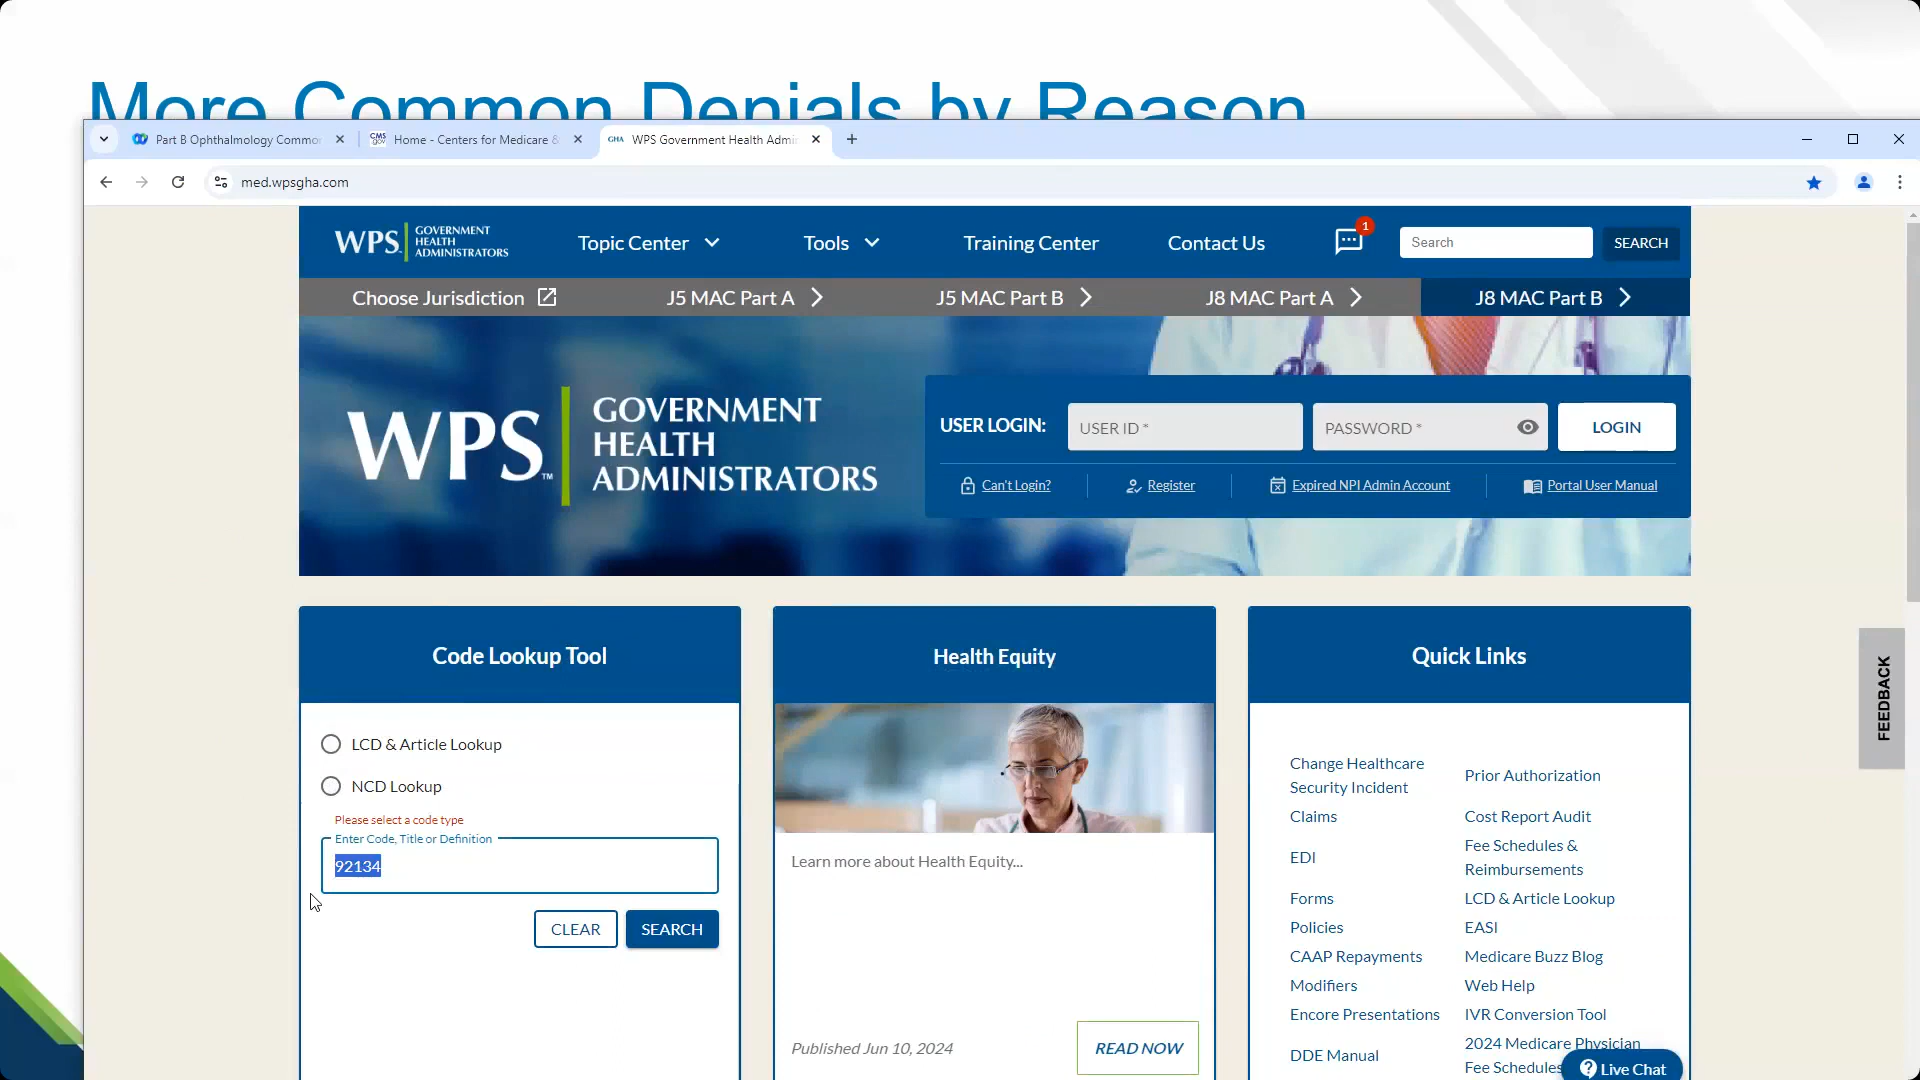 More Common Denials by Reason
Part B Ophthalmology Commo
Home - Centers for Medicare &
GHA WPS Government Health Admi
CMS
.gov
med.wpsgha.com
WPS GOVERNMENT
HEALTH
ADMINISTRATORS
Topic Center
Tools
Training Center
Contact Us
1
Search
SEARCH
Choose Jurisdiction
J5 MAC Part A
J5 MAC Part B
J8 MAC Part A
J8 MAC Part B
WPS™
GOVERNMENT
HEALTH
ADMINISTRATORS
USER LOGIN:
USER ID *
PASSWORD *
LOGIN
Can't Login?
Register
Expired NPI Admin Account
Portal User Manual
Code Lookup Tool
LCD & Article Lookup
NCD Lookup
Please select a code type
Enter Code, Title or Definition
92134
CLEAR
SEARCH
Health Equity
Learn more about Health Equity...
Published Jun 10, 2024
READ NOW
Quick Links
Change Healthcare
Security Incident
Claims
EDI
Forms
Policies
CAAP Repayments
Modifiers
Encore Presentations
DDE Manual
Prior Authorization
Cost Report Audit
Fee Schedules &
Reimbursements
LCD & Article Lookup
EASI
Medicare Buzz Blog
Web Help
IVR Conversion Tool
2024 Medicare Physician
Fee Schedules
Live Chat
FEEDBACK